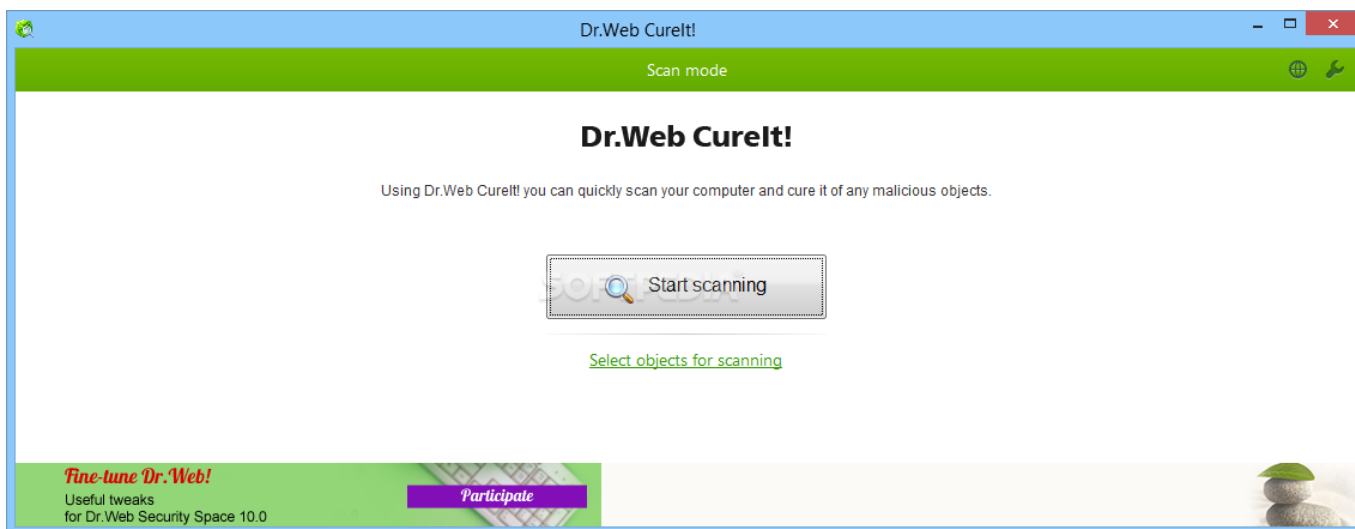 Dr.Web CureIt!
Scan mode
Dr.Web CureIt!
Using Dr.Web CureIt! you can quickly scan your computer and cure it of any malicious objects.
SOFTPEDIA
Start scanning
Select objects for scanning
Fine-tune Dr.Web!
Useful tweaks
for Dr.Web Security Space 10.0
Participate